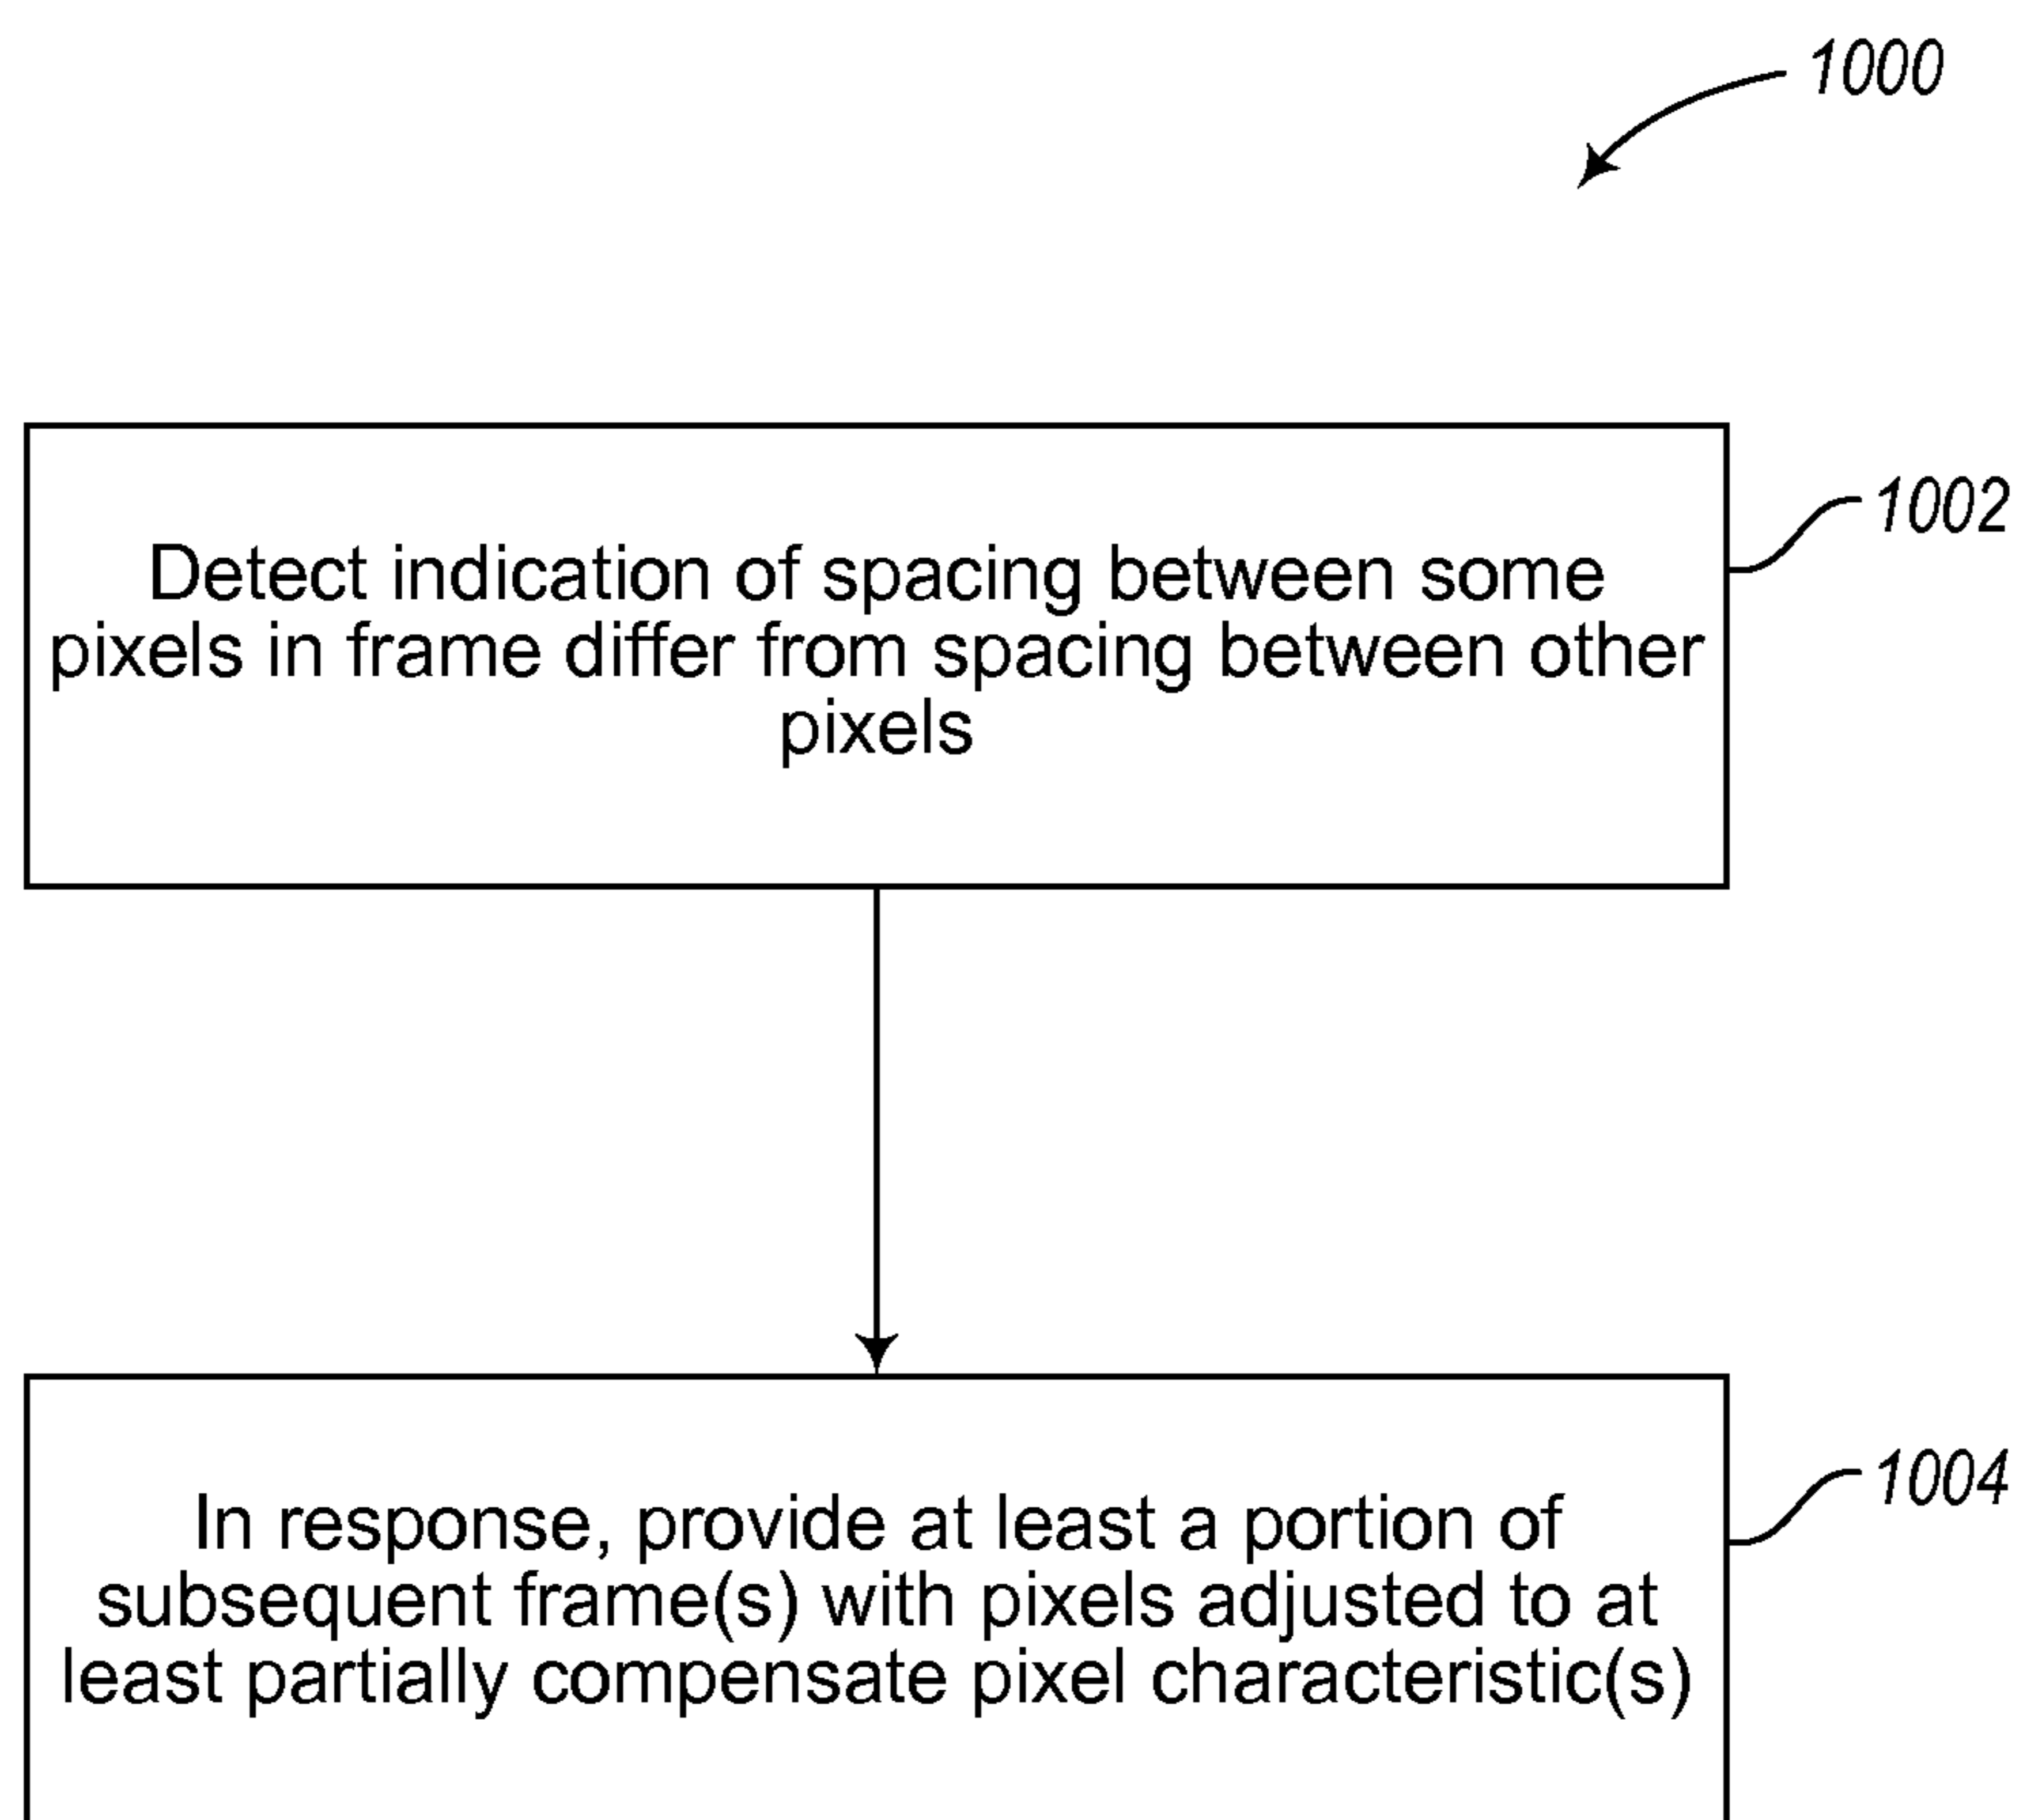 1000
Detect indication of spacing between some
pixels in frame differ from spacing between other
pixels
1002
In response, provide at least a portion of
subsequent frame(s) with pixels adjusted to at
least partially compensate pixel characteristic(s)
1004